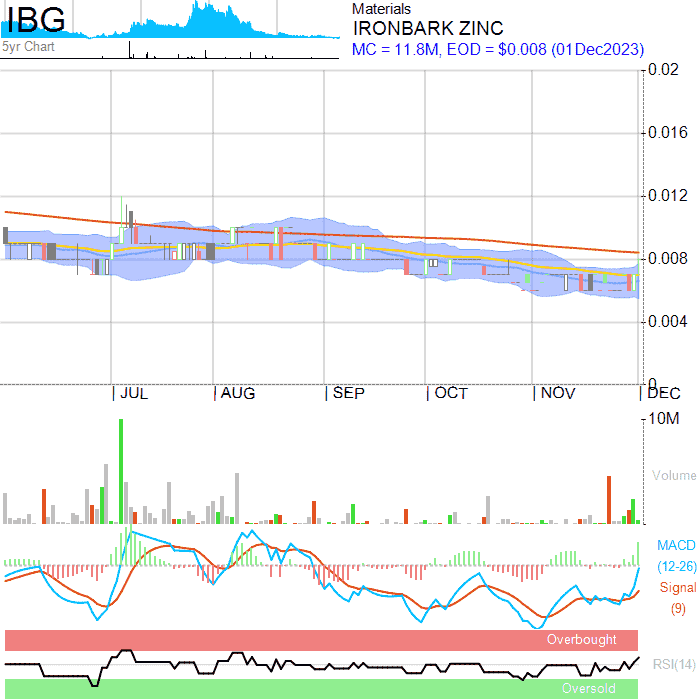 IBG
5yr Chart
Materials
IRONBARK ZINC
MC = 11.8M, EOD = $0.008 (01Dec2023)
0.02
0.016
0.012
0.008
0.004
0
JUL AUG SEP OCT NOV DEC
10M
Volume
MACD
(12-26)
Signal
(9)
Overbought
RSI(14)
Oversold